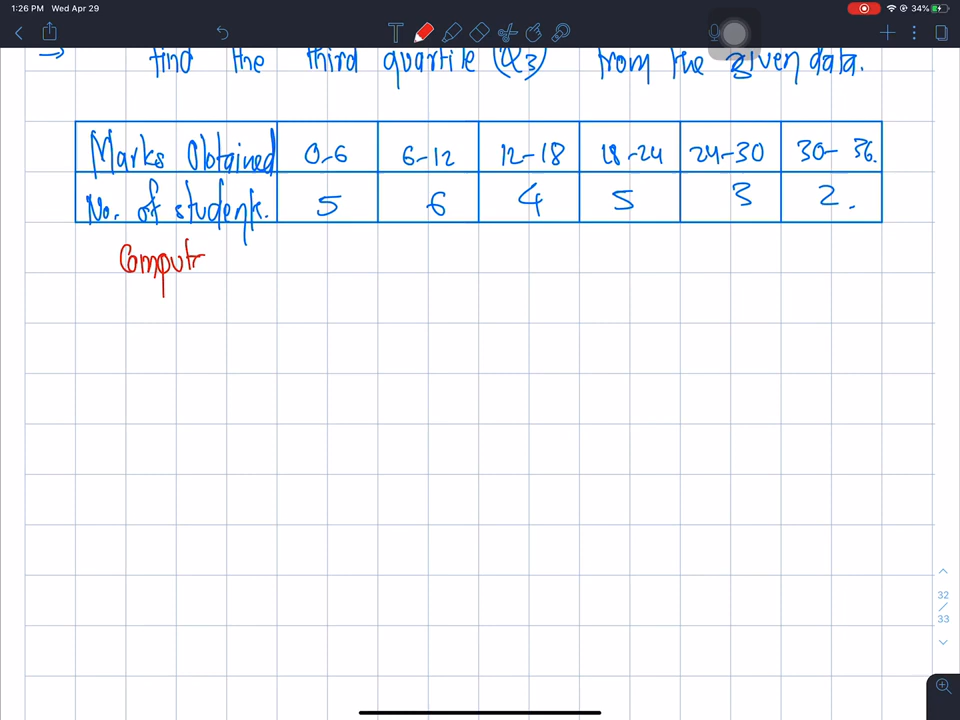 1:26 PM Wed Apr 29 34%
→ find the third quartile (Q3) from the given data.
Marks Obtained 0-6 6-12 12-18 18-24 24-30 30-36.
No. of student. 5 6 4 5 3 2.
Comput
32
/
33